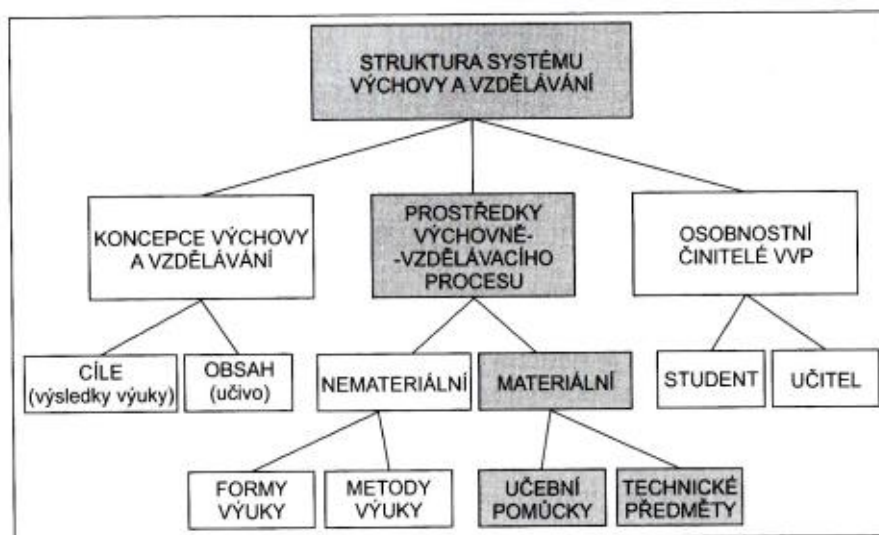 STRUKTURA SYSTÉMU
VÝCHOVY A VZDĚLÁVÁNÍ
KONCEPCE VÝCHOVY
A VZDĚLÁVÁNÍ
PROSTŘEDKY
VÝCHOVNĚ-
-VZDĚLÁVACÍHO
PROCESU
OSOBNOSTNÍ
ČINITELÉ VVP
CÍLE
(výsledky výuky)
OBSAH
(učivo)
NEMATERIÁLNÍ
MATERIÁLNÍ
STUDENT
UČITEL
FORMY
VÝUKY
METODY
VÝUKY
UČEBNÍ
POMŮCKY
TECHNICKÉ
PŘEDMĚTY